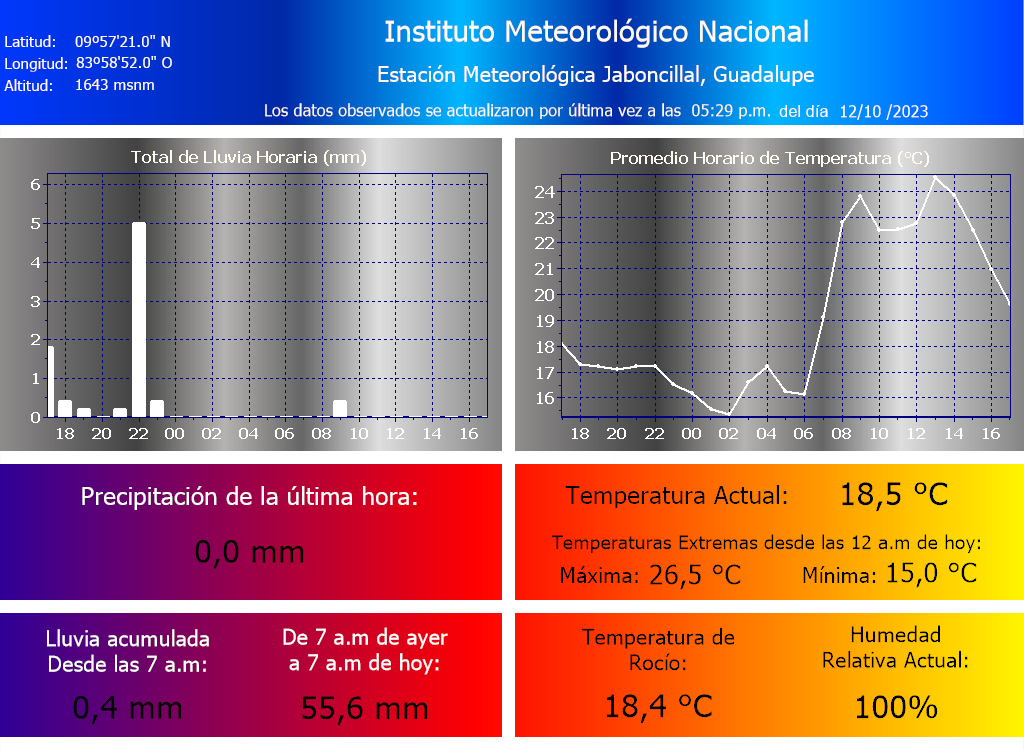 Instituto Meteorológico Nacional
Latitud: 09º57'21.0" N
Longitud: 83º58'52.0" O
Altitud: 1643 msnm
Estación Meteorológica Jaboncillal, Guadalupe
Los datos observados se actualizaron por última vez a las 05:29 p.m. del día 12/10 /2023
Total de Lluvia Horaria (mm)
6
5
4
3
2
1
0
18 20 22 00 02 04 06 08 10 12 14 16
Promedio Horario de Temperatura (°C)
24
23
22
21
20
19
18
17
16
18 20 22 00 02 04 06 08 10 12 14 16
Precipitación de la última hora:
0,0 mm
Temperatura Actual: 18,5 °C
Temperaturas Extremas desde las 12 a.m de hoy:
Máxima: 26,5 °C Mínima: 15,0 °C
Lluvia acumulada
Desde las 7 a.m:
0,4 mm
De 7 a.m de ayer
a 7 a.m de hoy:
55,6 mm
Temperatura de
Rocío:
18,4 °C
Humedad
Relativa Actual:
100%